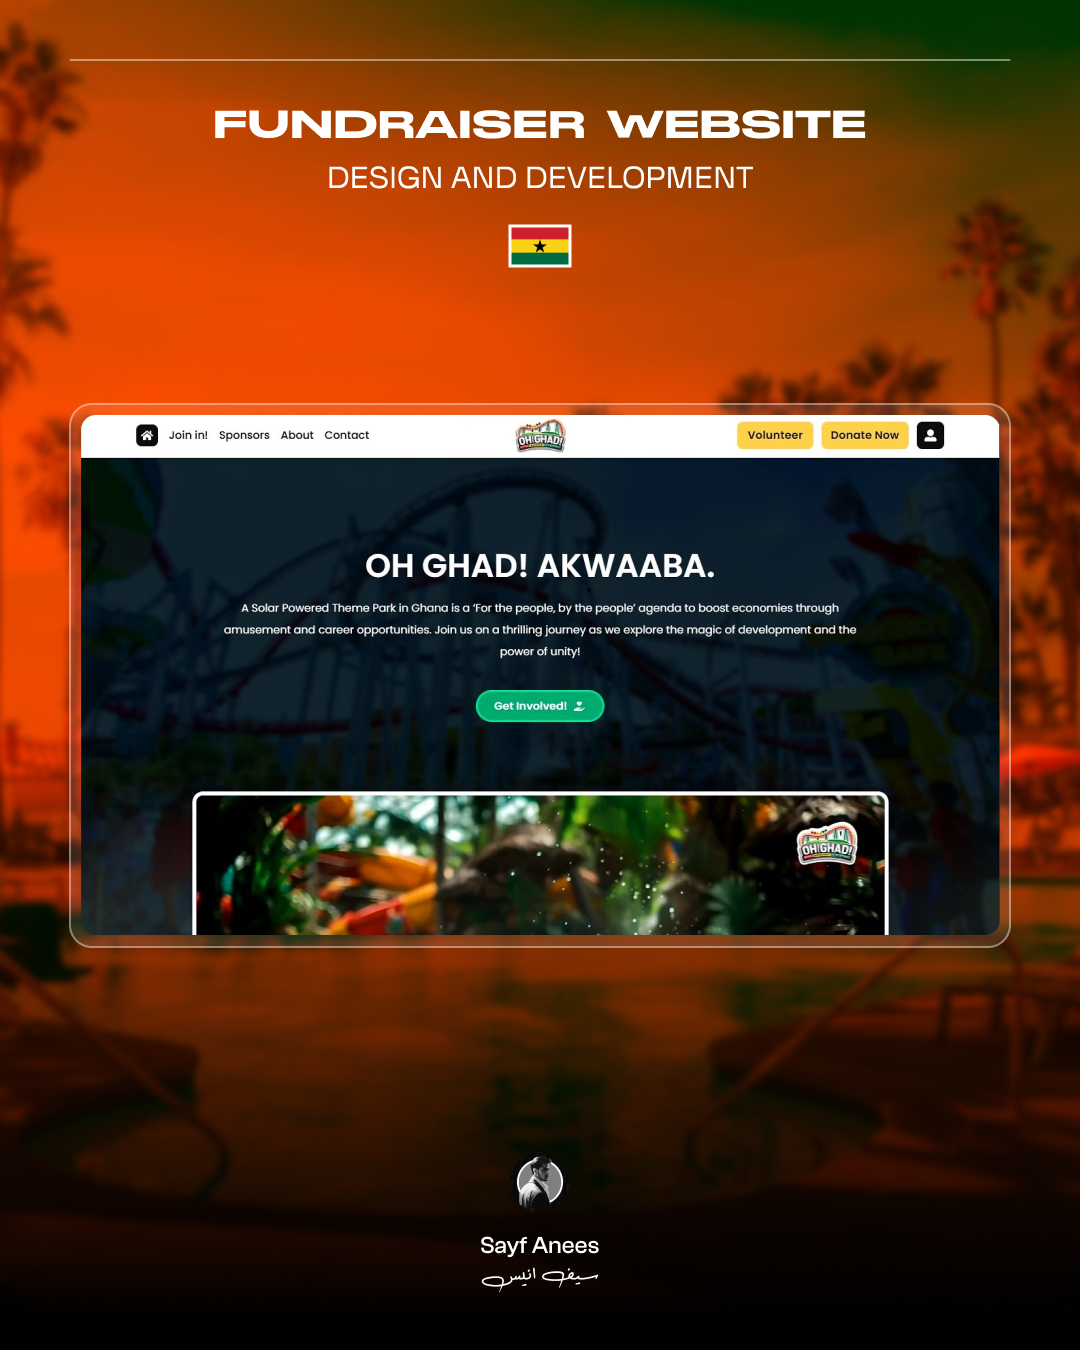 FUNDRAISER WEBSITE
DESIGN AND DEVELOPMENT
Join in! Sponsors About Contact
OH GHAD!
Volunteer Donate Now
OH GHAD! AKWAABA.
A Solar Powered Theme Park in Ghana is a ‘For the people, by the people’ agenda to boost economies through
amusement and career opportunities. Join us on a thrilling journey as we explore the magic of development and the
power of unity!
Get Involved!
OH GHAD!
Sayf Anees
سیف انیس